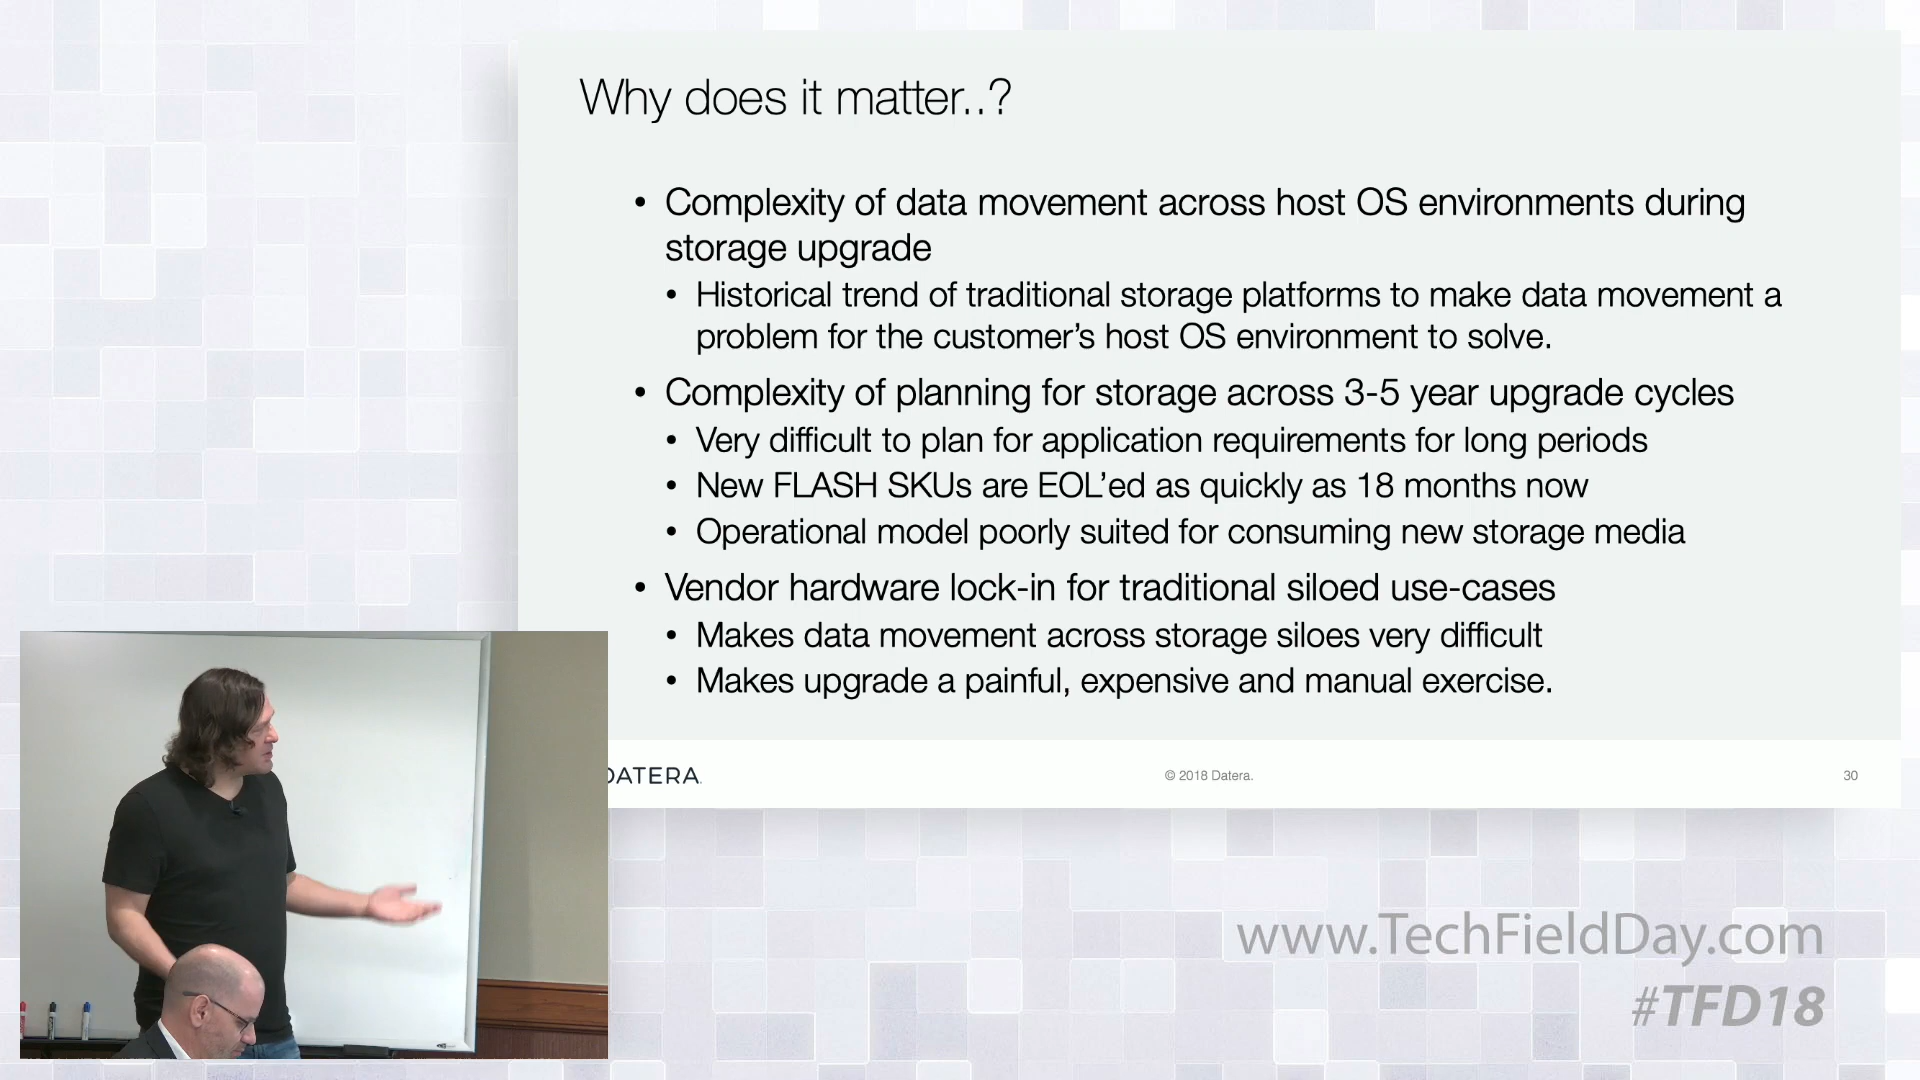 Why does it matter..?
• Complexity of data movement across host OS environments during
storage upgrade
• Historical trend of traditional storage platforms to make data movement a
problem for the customer’s host OS environment to solve.
• Complexity of planning for storage across 3-5 year upgrade cycles
• Very difficult to plan for application requirements for long periods
• New FLASH SKUs are EOL’ed as quickly as 18 months now
• Operational model poorly suited for consuming new storage media
• Vendor hardware lock-in for traditional siloed use-cases
• Makes data movement across storage siloes very difficult
• Makes upgrade a painful, expensive and manual exercise.
DATERA.
© 2018 Datera.
30
www.TechFieldDay.com
#TFD18